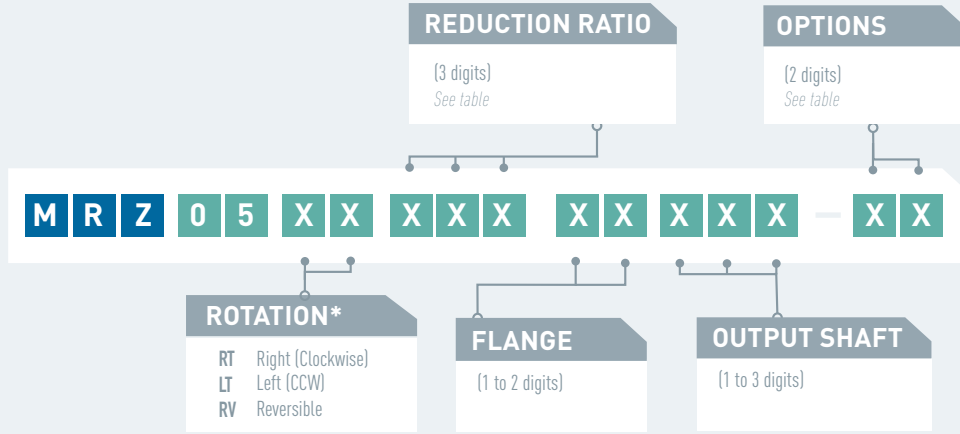 REDUCTION RATIO
(3 digits)
See table
OPTIONS
(2 digits)
See table
M R Z 0 5 X X X X X X X X X X – X X
ROTATION*
RT Right (Clockwise)
LT Left (CCW)
RV Reversible
FLANGE
(1 to 2 digits)
OUTPUT SHAFT
(1 to 3 digits)